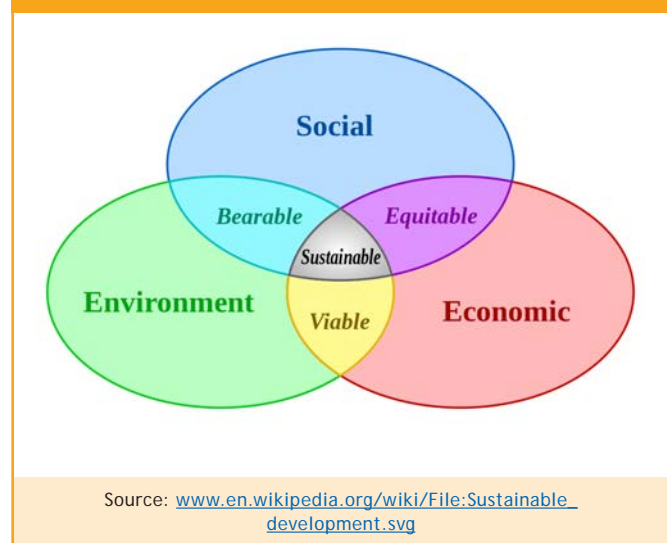 Social
Bearable
Equitable
Sustainable
Environment
Viable
Economic
Source: www.en.wikipedia.org/wiki/File:Sustainable_
development.svg